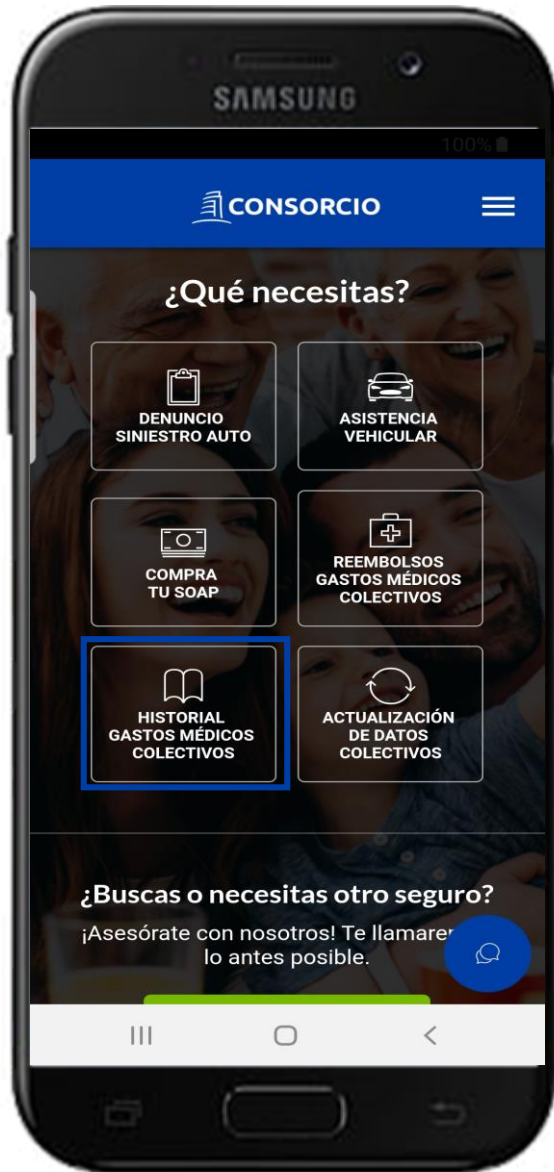 SAMSUNG
100%
CONSORCIO
¿Qué necesitas?
DENUNCIO
SINIESTRO AUTO
ASISTENCIA
VEHICULAR
COMPRA
TU SOAP
REEMBOLSOS
GASTOS MÉDICOS
COLECTIVOS
HISTORIAL
GASTOS MÉDICOS
COLECTIVOS
ACTUALIZACIÓN
DE DATOS
COLECTIVOS
¿Buscas o necesitas otro seguro?
¡Asesórate con nosotros! Te
lo antes posible.